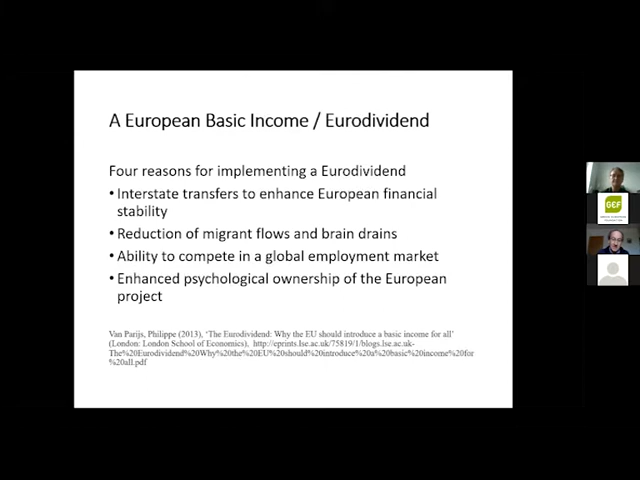 A European Basic Income / Eurodividend
Four reasons for implementing a Eurodividend
• Interstate transfers to enhance European financial
stability
• Reduction of migrant flows and brain drains
• Ability to compete in a global employment market
• Enhanced psychological ownership of the European
project
Van Parijs, Philippe (2013), ‘The Eurodividend: Why the EU should introduce a basic income for all’
(London: London School of Economics), http://eprints.lse.ac.uk/75819/1/blogs.lse.ac.uk-
The%20Eurodividend%20Why%20the%20EU%20should%20introduce%20a%20basic%20income%20for
%20all.pdf
GEF